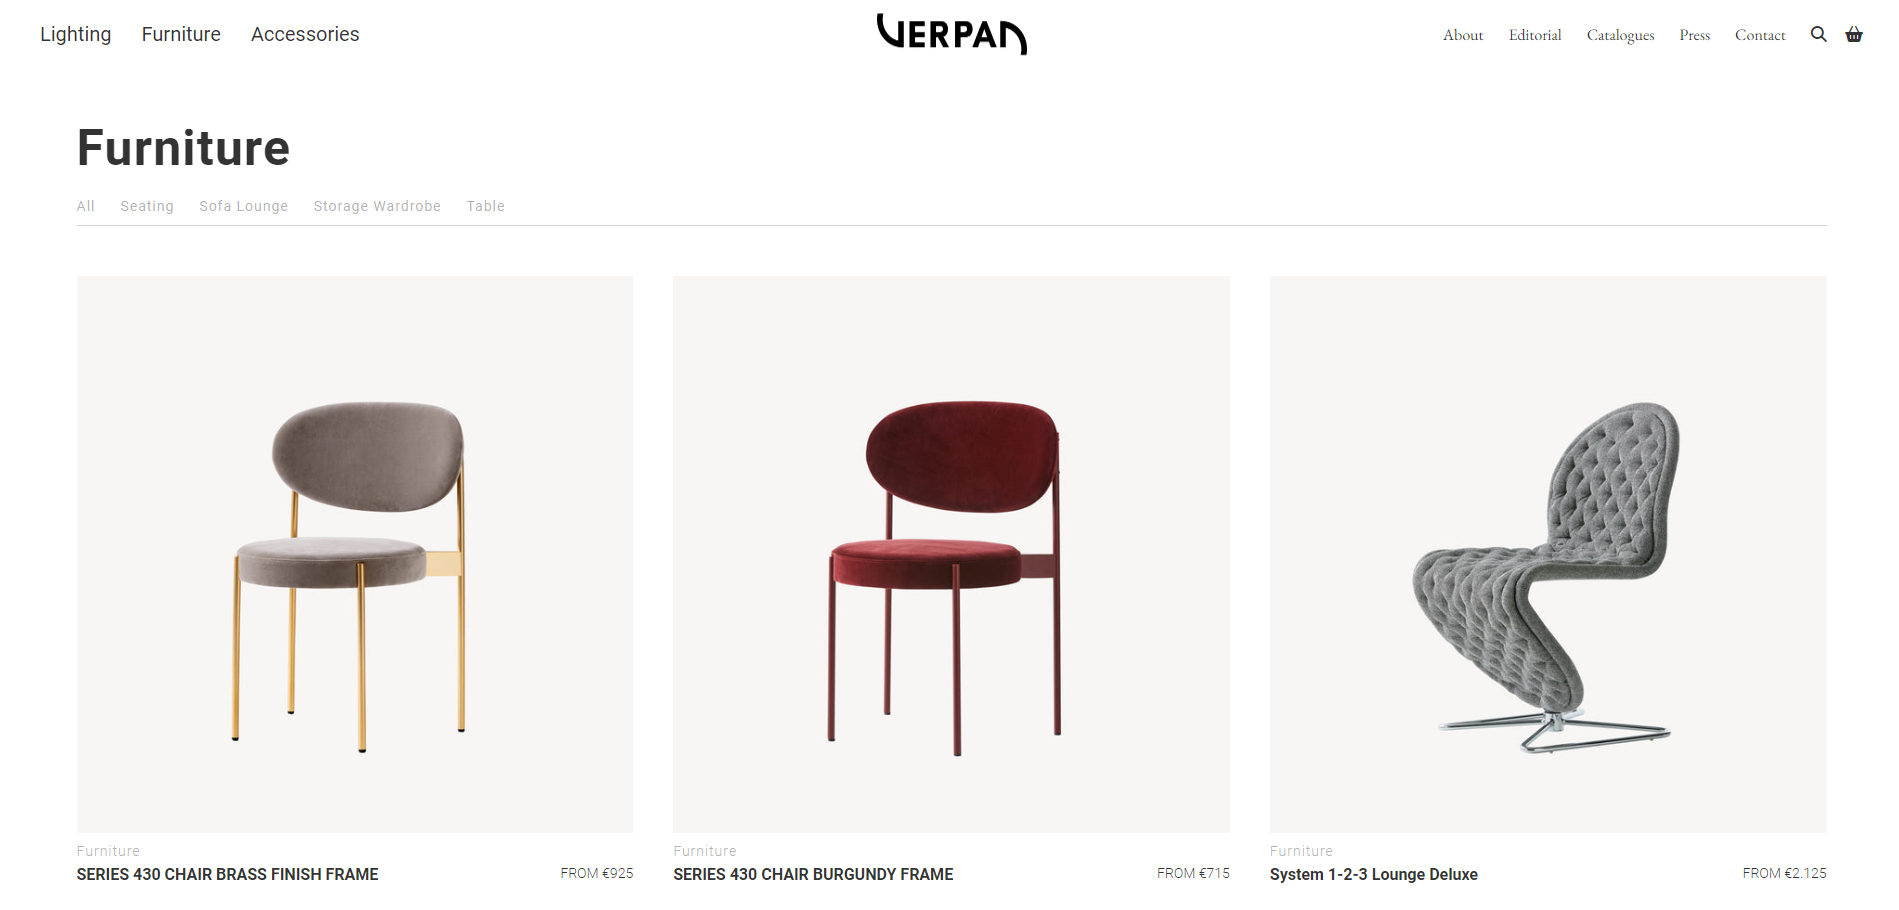 Lighting Furniture Accessories
VERPAN
About Editorial Catalogues Press Contact
Furniture
All Seating Sofa Lounge Storage Wardrobe Table
Furniture
SERIES 430 CHAIR BRASS FINISH FRAME FROM €925
Furniture
SERIES 430 CHAIR BURGUNDY FRAME FROM €715
Furniture
System 1-2-3 Lounge Deluxe FROM €2.125